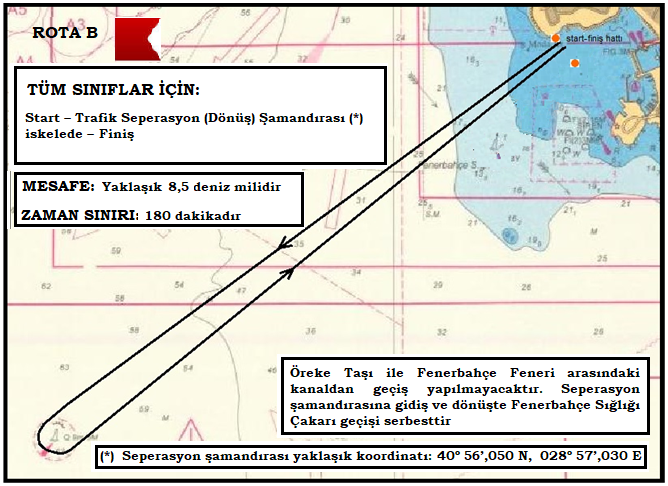 ROTA B
TÜM SINIFLAR İÇİN:
Start – Trafik Seperasyon (Dönüş) Şamandırası (*)
iskelede – Finiş
MESAFE: Yaklaşık 8,5 deniz milidir
ZAMAN SINIRI: 180 dakikadır
start-finiş hattı
Fenerbahçe S.
Öreke Taşı ile Fenerbahçe Feneri arasındaki
kanaldan geçiş yapılmayacaktır. Seperasyon
şamandırasına gidiş ve dönüşte Fenerbahçe Sığlığı
Çakarı geçişi serbesttir
(*) Seperasyon şamandırası yaklaşık koordinatı: 40° 56',050 N, 028° 57',030 E